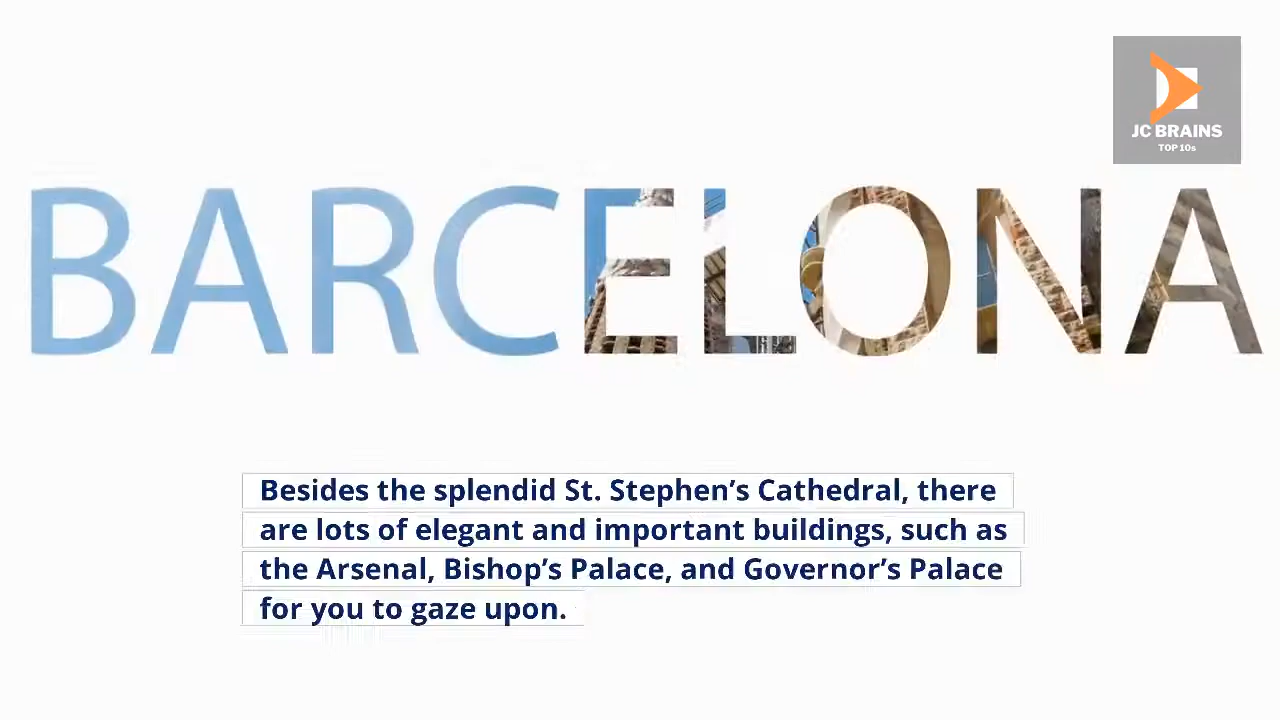 JC BRAINS
TOP 10s
BARCELONA
Besides the splendid St. Stephen’s Cathedral, there
are lots of elegant and important buildings, such as
the Arsenal, Bishop’s Palace, and Governor’s Palace
for you to gaze upon.